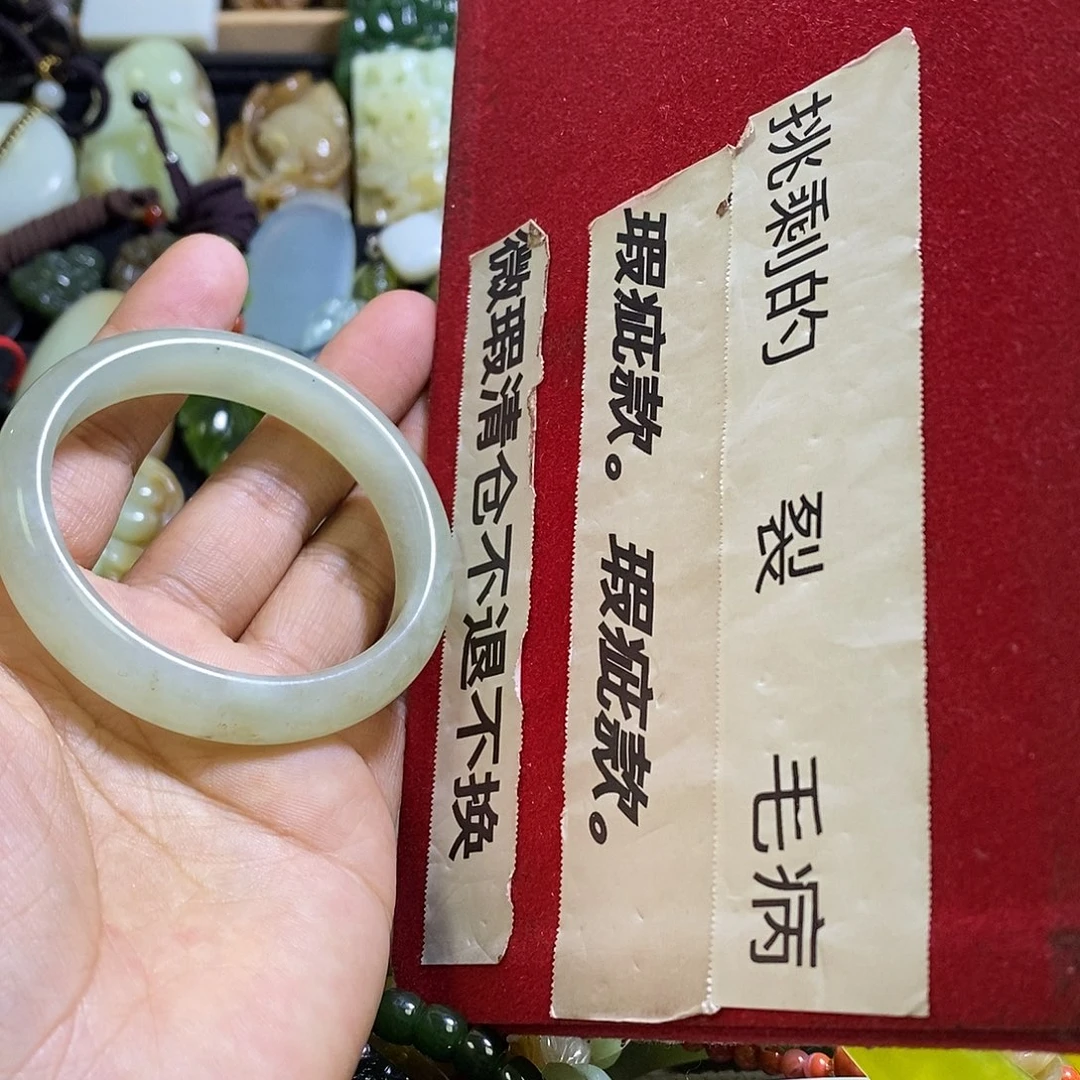 挑剩的 裂 毛病
瑕疵款。瑕疵款。
微瑕清仓不退不换